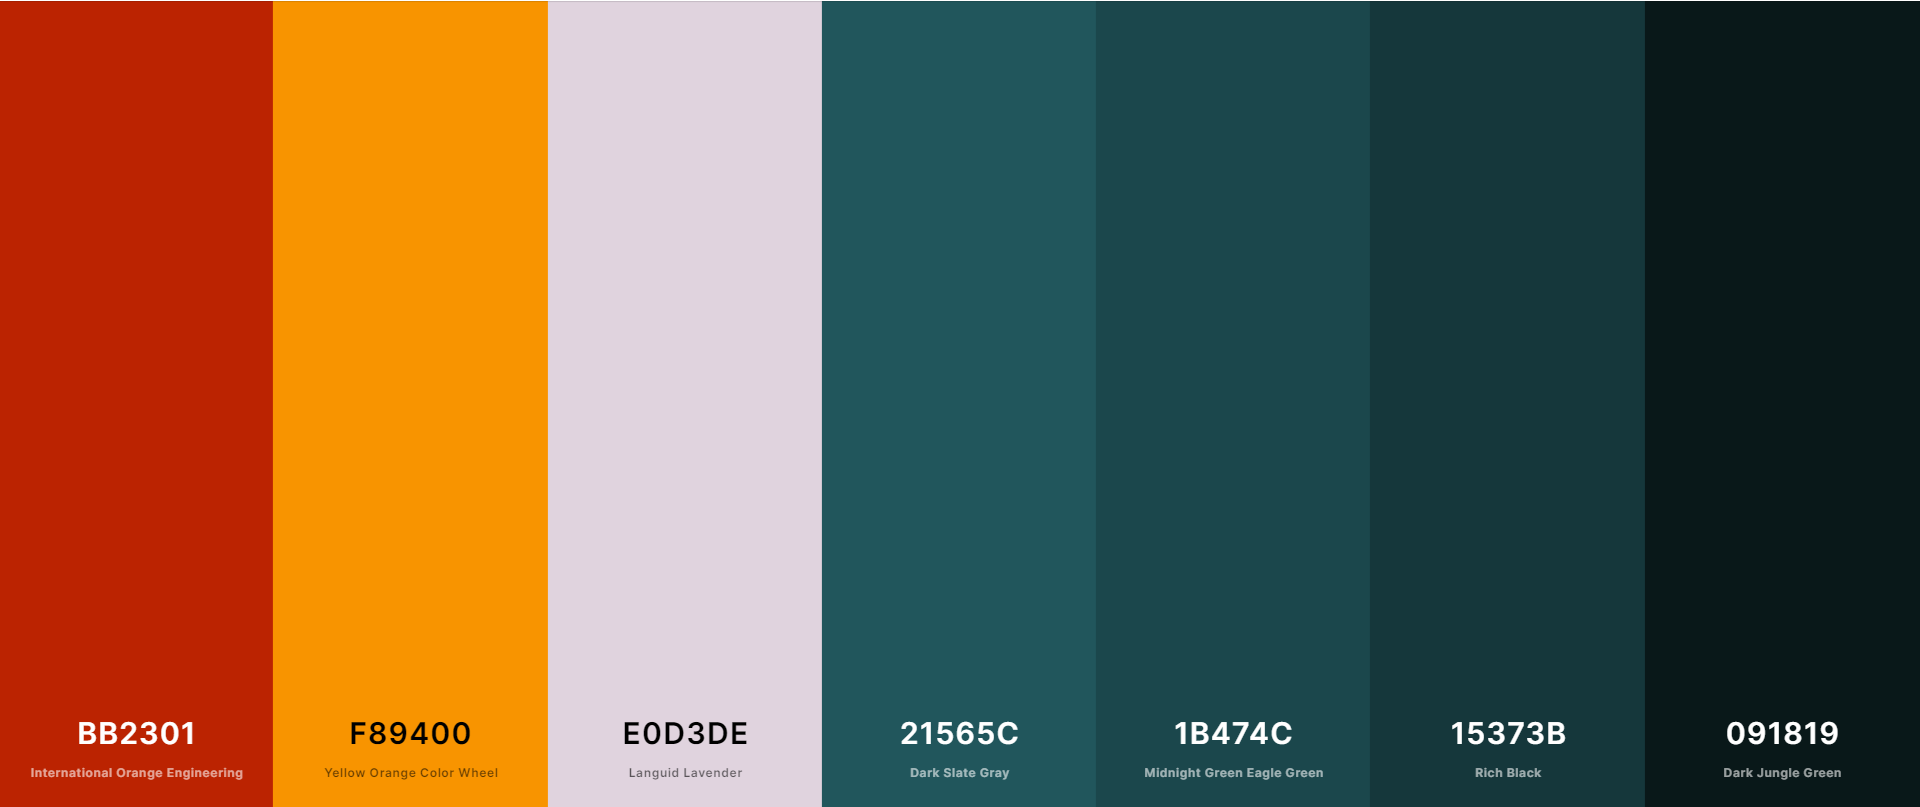 BB2301
International Orange Engineering
F89400
Yellow Orange Color Wheel
E0D3DE
Languid Lavender
21565C
Dark Slate Gray
1B474C
Midnight Green Eagle Green
15373B
Rich Black
091819
Dark Jungle Green